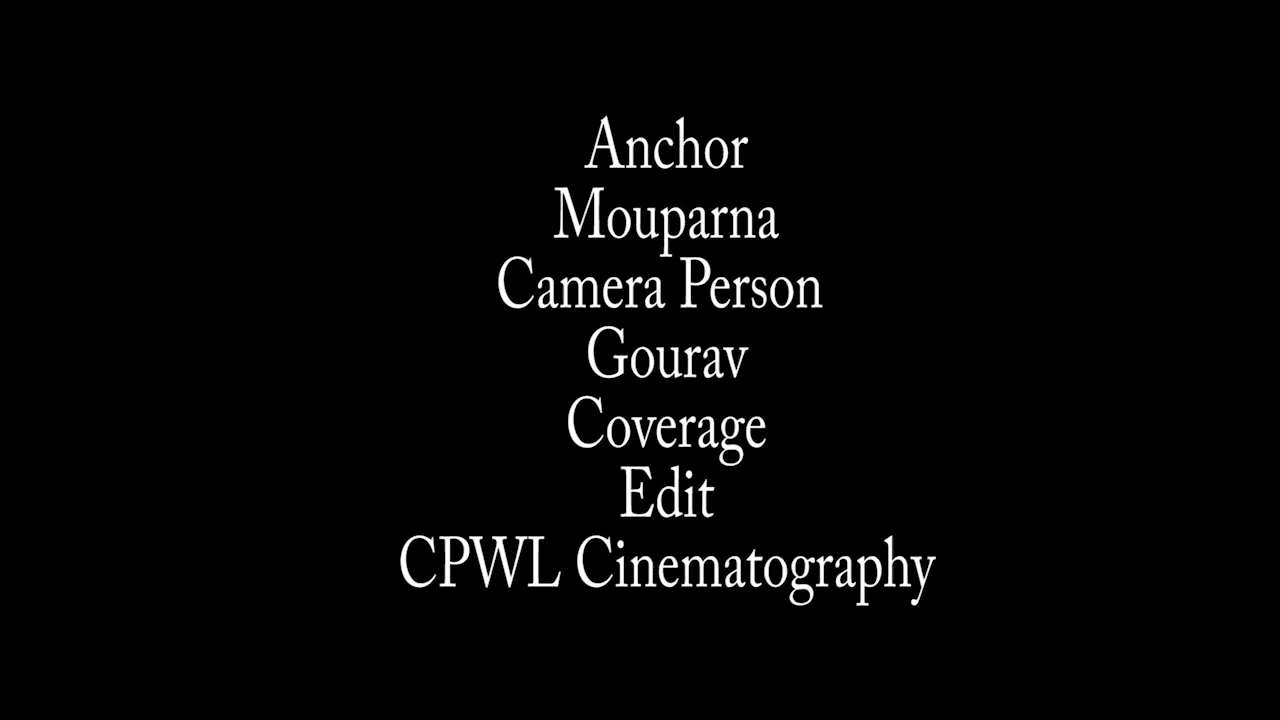 Anchor
Mouparna
Camera Person
Gourav
Coverage
Edit
CPWL Cinematography